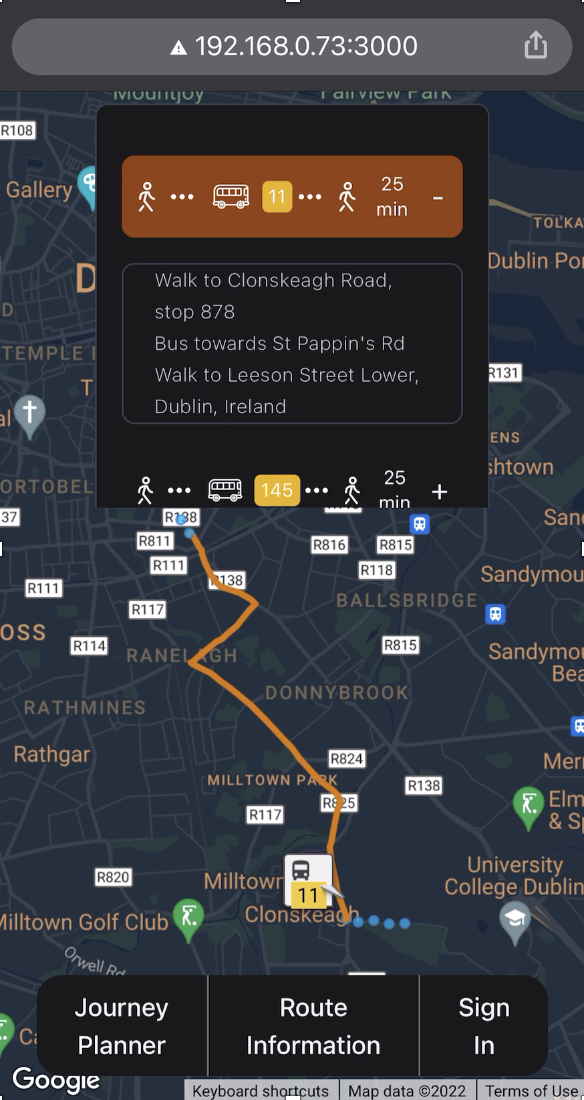 192.168.0.73:3000
Mountjoy
Fairview Park
R108
Gallery
TOLKA
Dublin Por
11
25
min
-
Walk to Clonskeagh Road,
stop 878
Bus towards St Pappin's Rd
Walk to Leeson Street Lower,
Dublin, Ireland
145
25
min
+
D
D
TEMPLE
T
al
R131
ENS
shtown
ORTOBEL
37
R138
R811
R816
R815
San
R111
R118
R111
R138
Sandymou
R117
BALLSBRIDGE
OSS
R114
R815
Sandymou
Bea
RANELAGH
DONNYBROOK
RATHMINES
Rathgar
R824
Mer
MILLTOWN PARK
R138
R117
R825
Elm
& Sp
R820
Milltown
11
University
College Dublin
Clonskeagh
Milltown Golf Club
Orwell Rd
Journey
Planner
Route
Information
Sign
In
Ca
Google
Keyboard shortcuts
Map data ©2022
Terms of Use